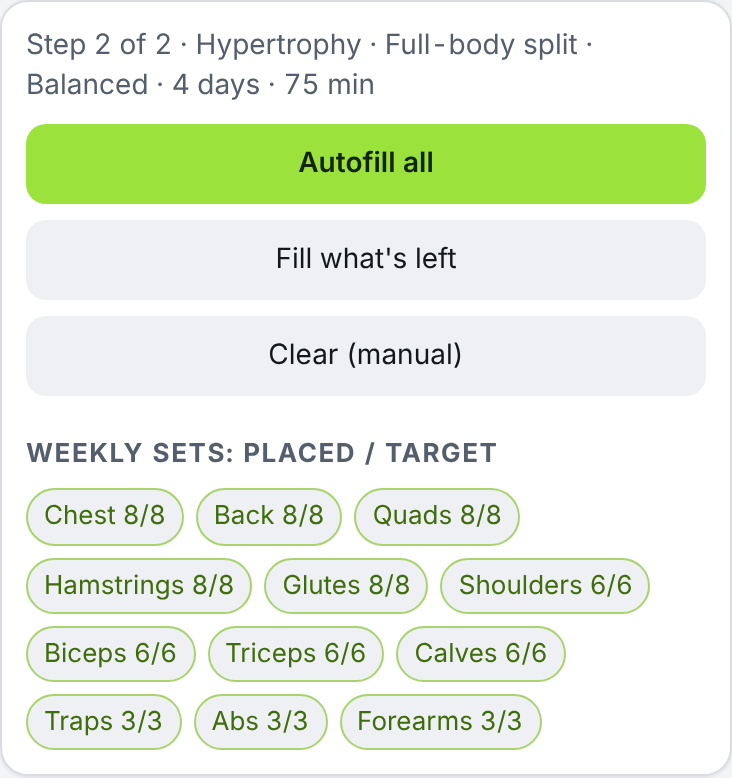 Step 2 of 2 · Hypertrophy · Full-body split ·
Balanced · 4 days · 75 min
Autofill all
Fill what's left
Clear (manual)
WEEKLY SETS: PLACED / TARGET
Chest 8/8 Back 8/8 Quads 8/8
Hamstrings 8/8 Glutes 8/8 Shoulders 6/6
Biceps 6/6 Triceps 6/6 Calves 6/6
Traps 3/3 Abs 3/3 Forearms 3/3